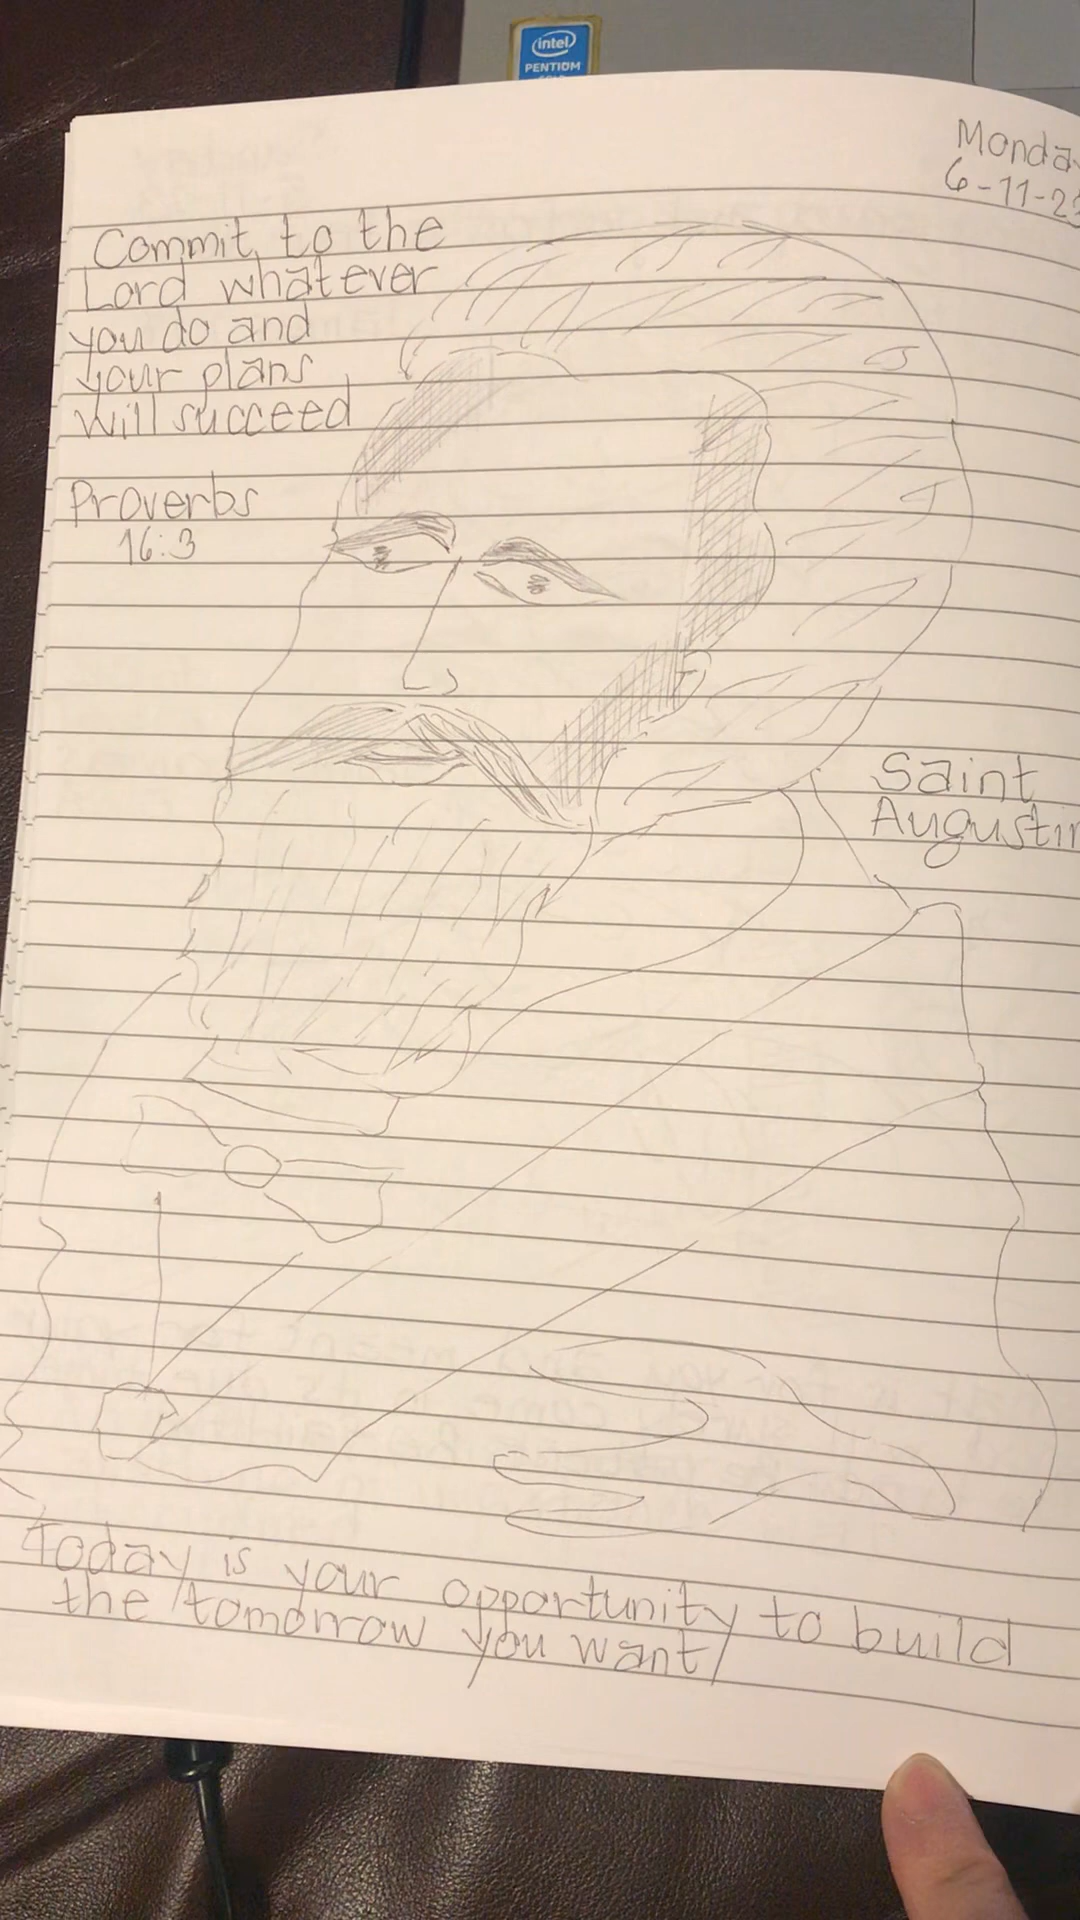 intel
PENTIUM
Monda
6-11-2
Commit to the
Lord whatever
you do and
your plans
will succeed
Proverbs
16:3
Saint
Augustin
Today is your opportunity to build
the tomorrow you want